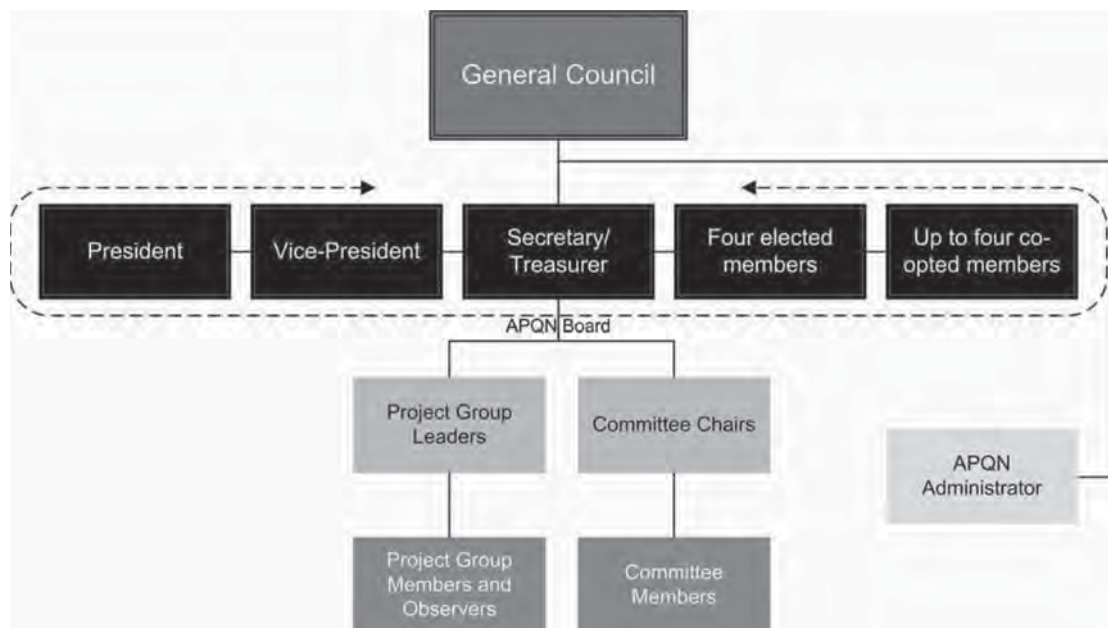 General Council
President
Vice-President
Secretary/
Treasurer
Four elected
members
Up to four co-
opted members
APQN Board
Project Group
Leaders
Committee Chairs
APQN
Administrator
Project Group
Members and
Observers
Committee
Members